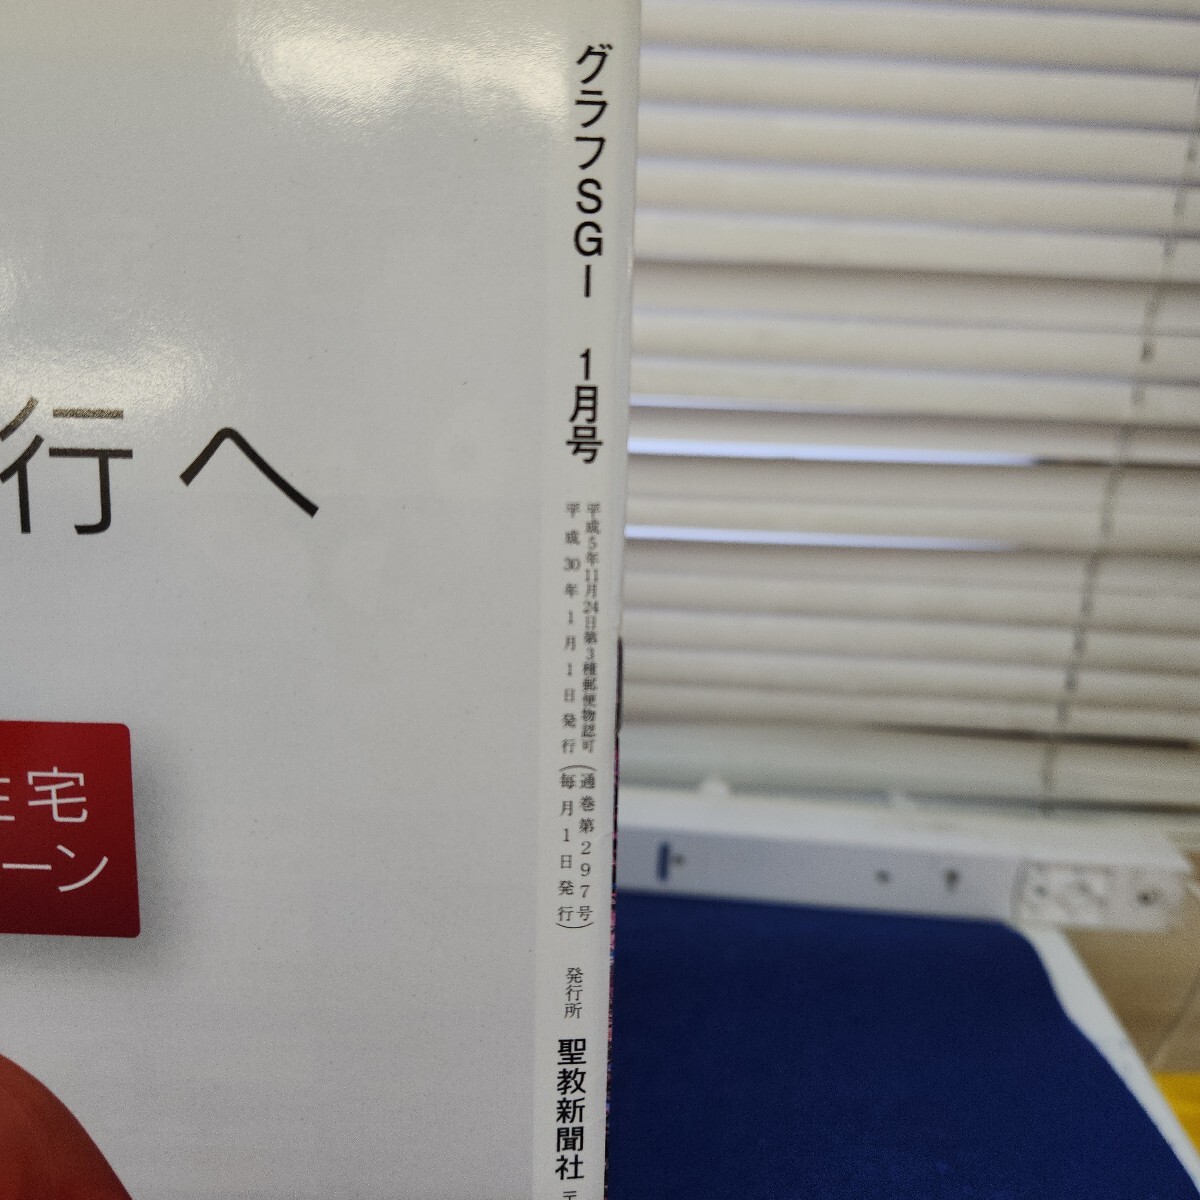 グラフSGI 1月号
平成5年11月24日第3種郵便物認可
平成30年1月1日発行
(通巻第297号)
(毎月1日発行)
発行所
聖教新聞社
〒
行へ
宅
ーン